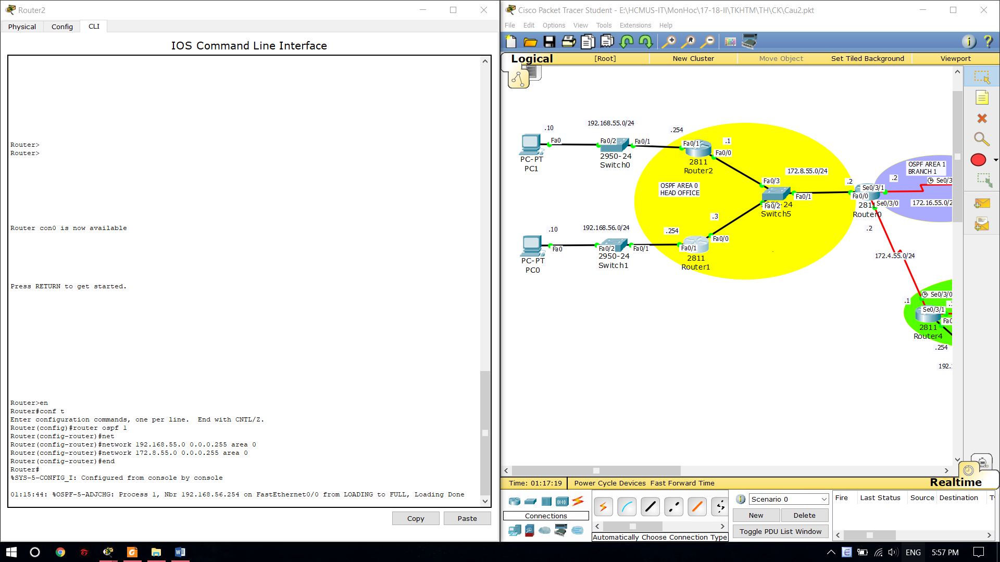 Router2
Physical
Config
CLI
IOS Command Line Interface
Router>
Router>
Router con0 is now available
Press RETURN to get started.
Router>en
Router#conf t
Enter configuration commands, one per line.  End with CNTL/Z.
Router(config)#router ospf 1
Router(config-router)#net
Router(config-router)#network 192.168.55.0 0.0.0.255 area 0
Router(config-router)#network 172.8.55.0 0.0.0.255 area 0
Router(config-router)#end
Router#
%SYS-5-CONFIG_I: Configured from console by console
01:15:44: %OSPF-5-ADJCHG: Process 1, Nbr 192.168.56.254 on FastEthernet0/0 from LOADING to FULL, Loading Done
Copy
Paste
Cisco Packet Tracer Student - E:\HCMUS-IT\MonHoc\17-18-II\TKHTM\TH\CK\Cau2.pkt
File Edit Options View Tools Extensions Help
Logical
[Root]
New Cluster
Move Object
Set Tiled Background
Viewport
192.168.55.0/24
.10
Fa0
Fa0/2
Fa0/1
.254
Fa0/1
.1
Fa0/0
PC-PT
PC1
2950-24
Switch0
2811
Router2
OSPF AREA 0
HEAD OFFICE
172.8.55.0/24
Fa0/3
Fa0/1
Fa0/2
2950-24
Switch5
.2
Fa0/0
Se0/3/1
Se0/3/0
2811
Router0
.2
OSPF AREA 1
BRANCH 1
.2
Se0/3
172.16.55.0/2
.3
192.168.56.0/24
.10
Fa0
Fa0/2
Fa0/1
.254
Fa0/1
Fa0/0
PC-PT
PC0
2950-24
Switch1
2811
Router1
172.4.55.0/24
.1
Se0/3/0
Se0/3/1
Fa0
2811
Router4
.254
192.
Time: 01:17:19
Power Cycle Devices Fast Forward Time
Realtime
Connections
Automatically Choose Connection Type
Scenario 0
New
Delete
Toggle PDU List Window
Fire
Last Status
Source
Destination
ENG
5:57 PM